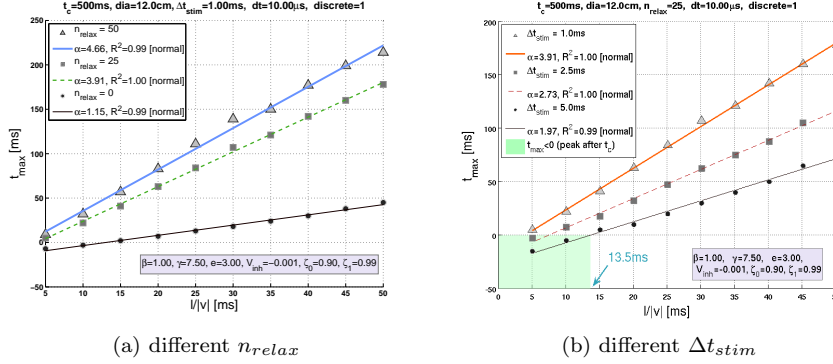 t_c=500ms, dia=12.0cm, Δt_stim=1.00ms, dt=10.00μs, discrete=1
n_relax = 50
α=4.66, R²=0.99 [normal]
n_relax = 25
α=3.91, R²=1.00 [normal]
n_relax = 0
α=1.15, R²=0.99 [normal]
250
200
150
100
50
0
-50
t_max [ms]
β=1.00, γ=7.50, e=3.00, V_inh=-0.001, ζ_0=0.90, ζ_1=0.99
5 10 15 20 25 30 35 40 45 50
l/|v| [ms]
(a) different n_relax
t_c=500ms, dia=12.0cm, n_relax=25, dt=10.00μs, discrete=1
Δt_stim = 1.0ms
α=3.91, R²=1.00 [normal]
Δt_stim = 2.5ms
α=2.73, R²=1.00 [normal]
Δt_stim = 5.0ms
α=1.97, R²=0.99 [normal]
t_max<0 (peak after t_c)
200
150
100
50
0
-50
t_max [ms]
13.5ms
β=1.00, γ=7.50, e=3.00,
V_inh=-0.001, ζ_0=0.90, ζ_1=0.99
0 5 10 15 20 25 30 35 40 45 50
l/|v| [ms]
(b) different Δt_stim